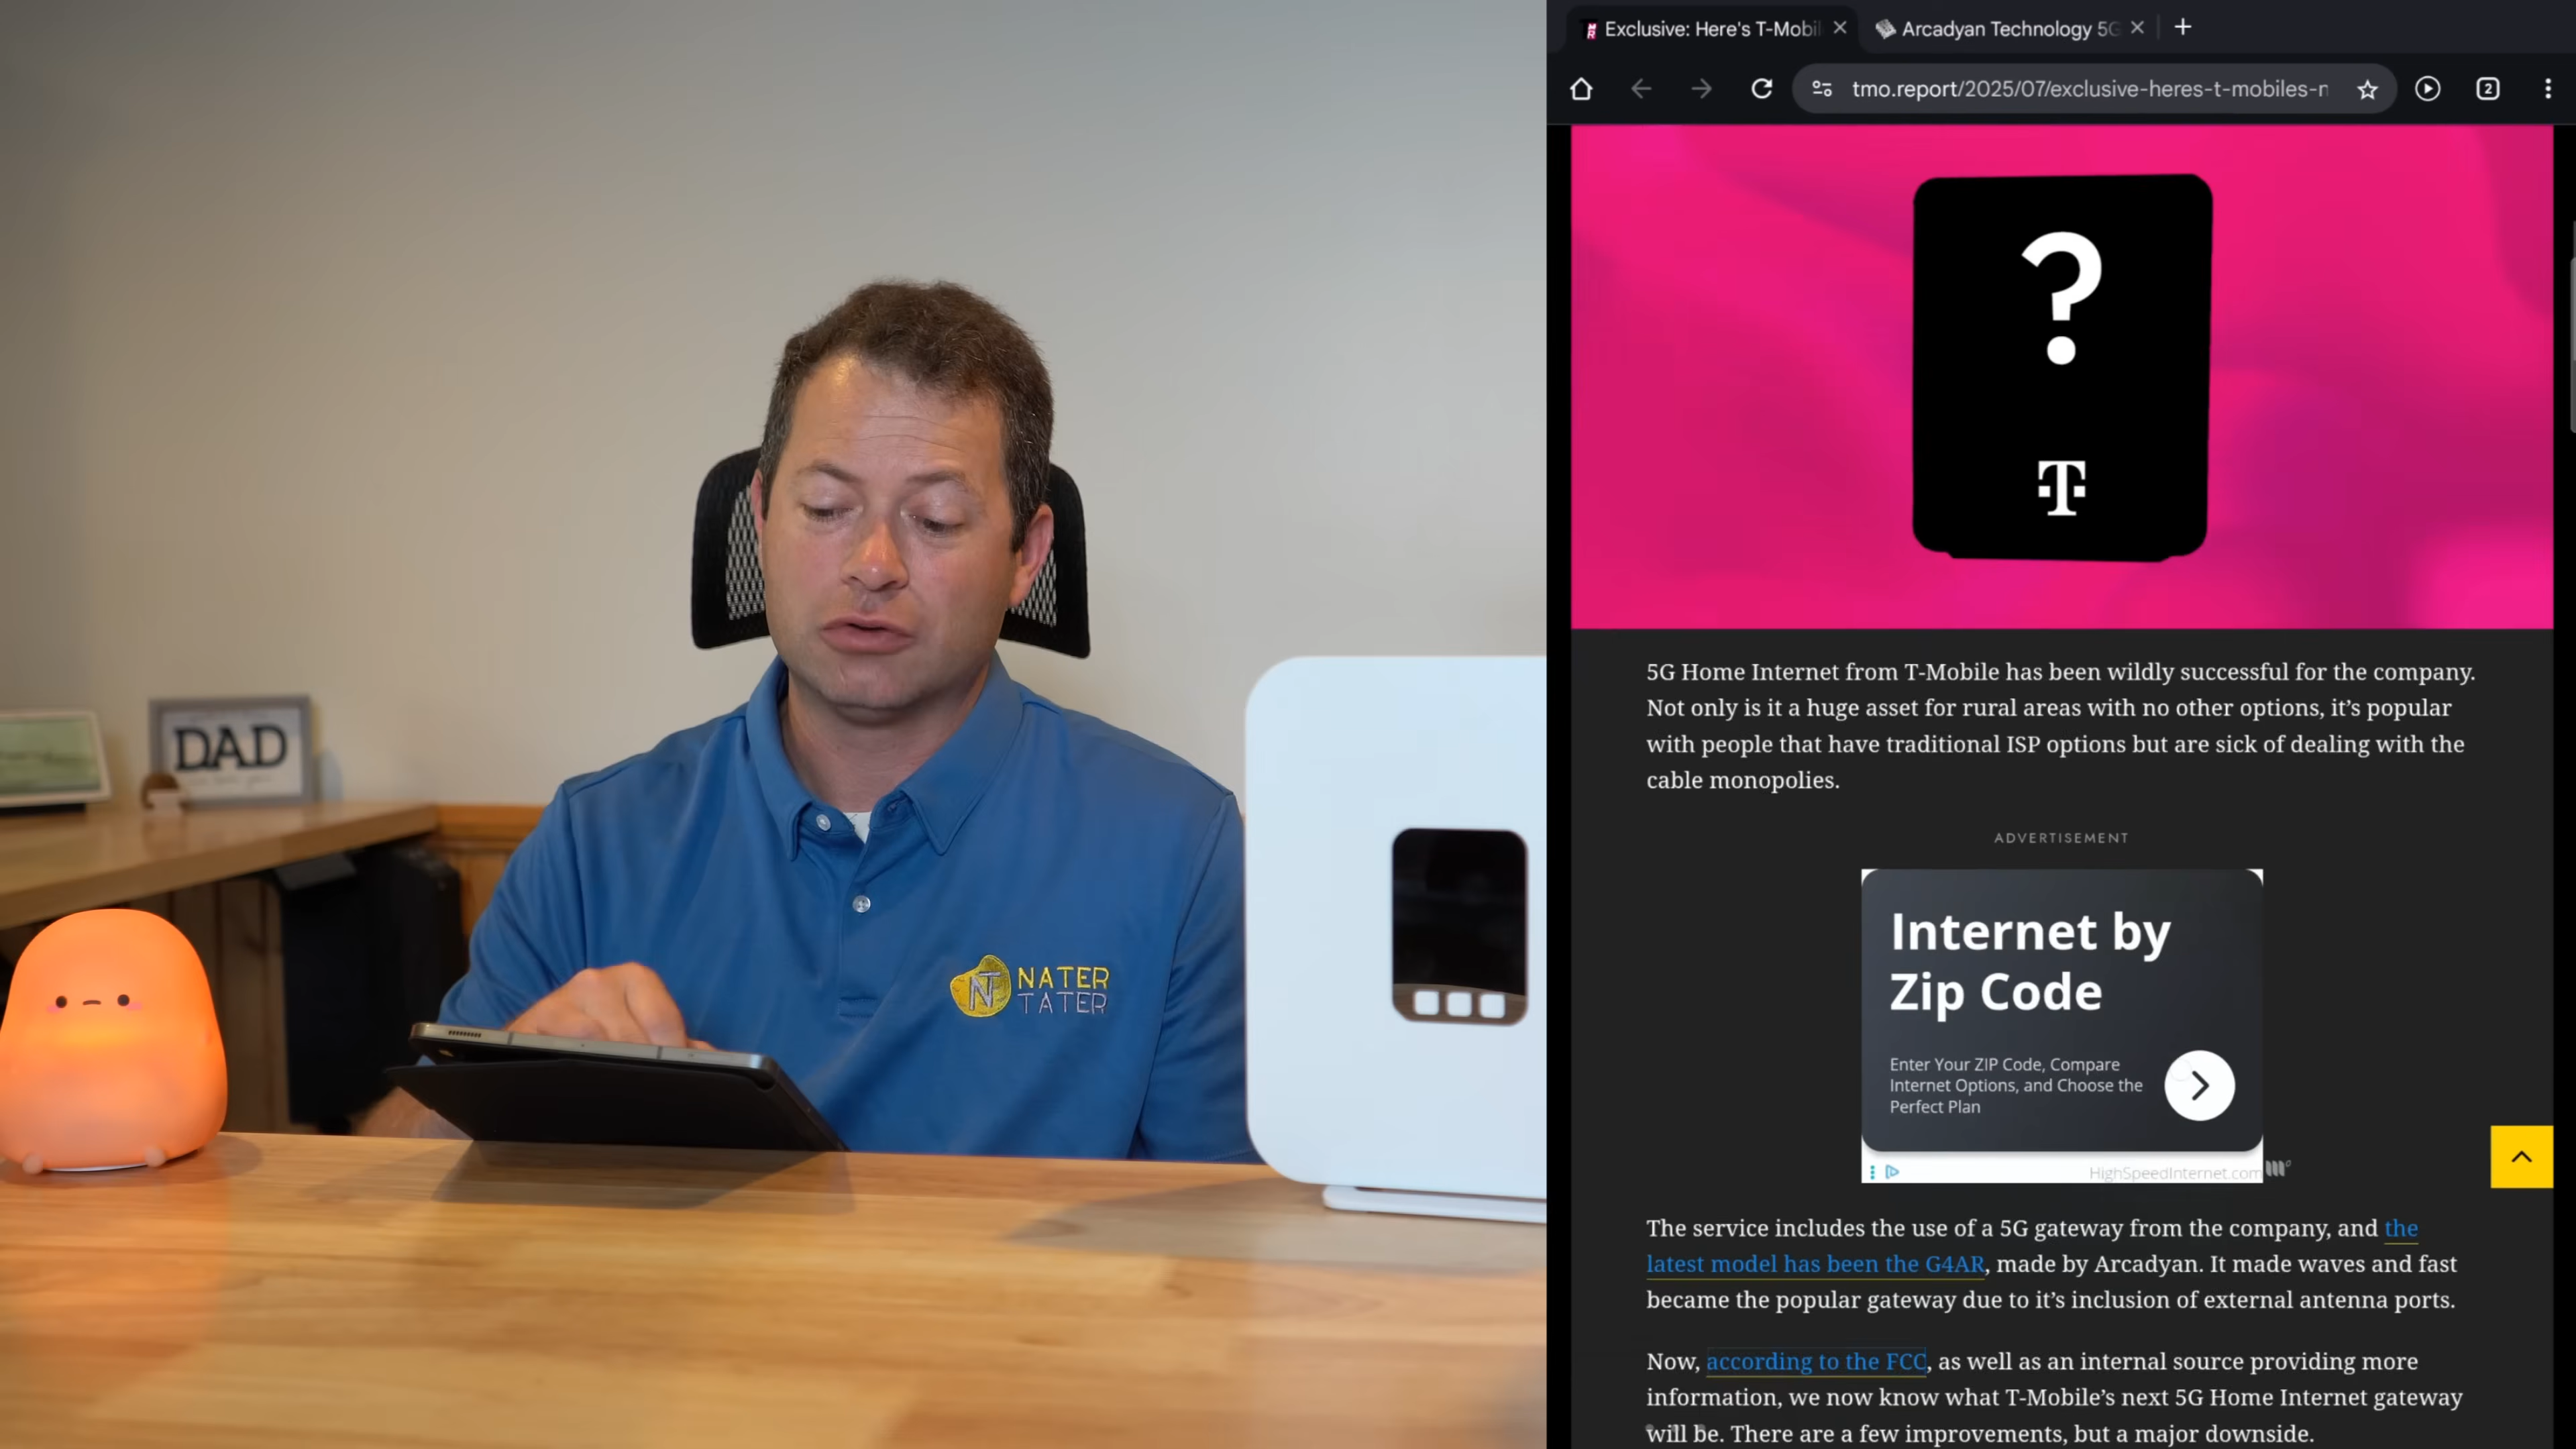 Exclusive: Here's T-Mobil
Arcadyan Technology 5G
tmo.report/2025/07/exclusive-heres-t-mobiles-n
2
?
T
5G Home Internet from T-Mobile has been wildly successful for the company.
Not only is it a huge asset for rural areas with no other options, it’s popular
with people that have traditional ISP options but are sick of dealing with the
cable monopolies.
ADVERTISEMENT
Internet by
Zip Code
Enter Your ZIP Code, Compare
Internet Options, and Choose the
Perfect Plan
HighSpeedInternet.com
The service includes the use of a 5G gateway from the company, and the
latest model has been the G4AR, made by Arcadyan. It made waves and fast
became the popular gateway due to it’s inclusion of external antenna ports.
Now, according to the FCC, as well as an internal source providing more
information, we now know what T-Mobile’s next 5G Home Internet gateway
will be. There are a few improvements, but a major downside.
DAD
NT
NATER
TATER